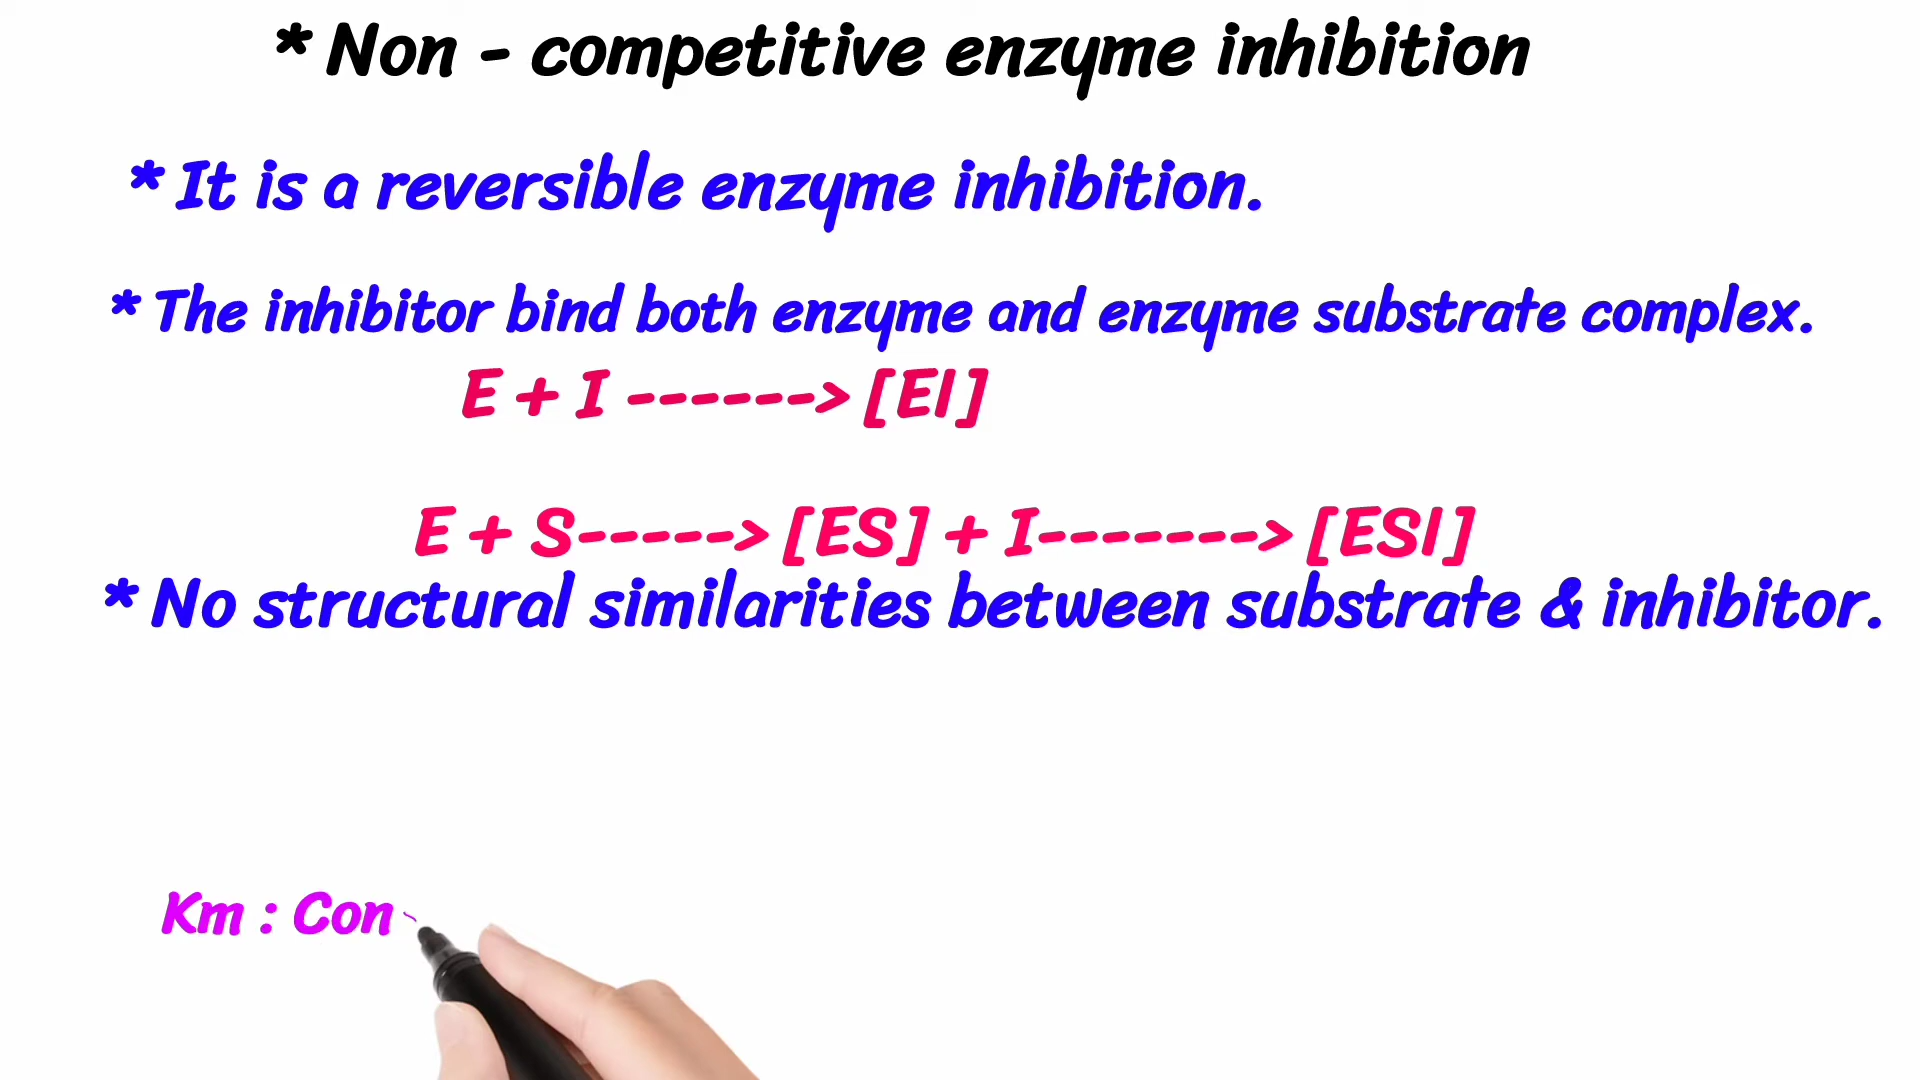 * Non - competitive enzyme inhibition
* It is a reversible enzyme inhibition.
* The inhibitor bind both enzyme and enzyme substrate complex.
E + I ------> [EI]
E + S-----> [ES] + I-------> [ESI]
* No structural similarities between substrate & inhibitor.
Km : Con